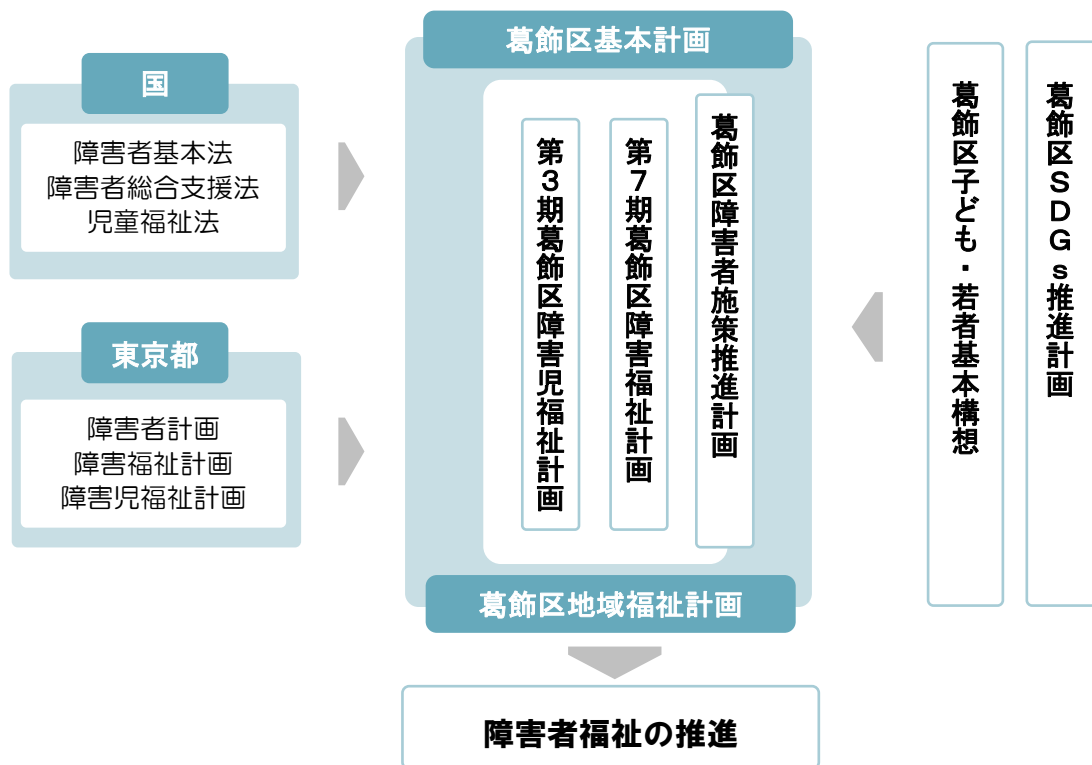 国
障害者基本法
障害者総合支援法
児童福祉法
東京都
障害者計画
障害福祉計画
障害児福祉計画
葛飾区基本計画
葛飾区障害者施策推進計画
第７期葛飾区障害福祉計画
第３期葛飾区障害児福祉計画
葛飾区地域福祉計画
葛飾区ＳＤＧｓ推進計画
葛飾区子ども・若者基本構想
障害者福祉の推進